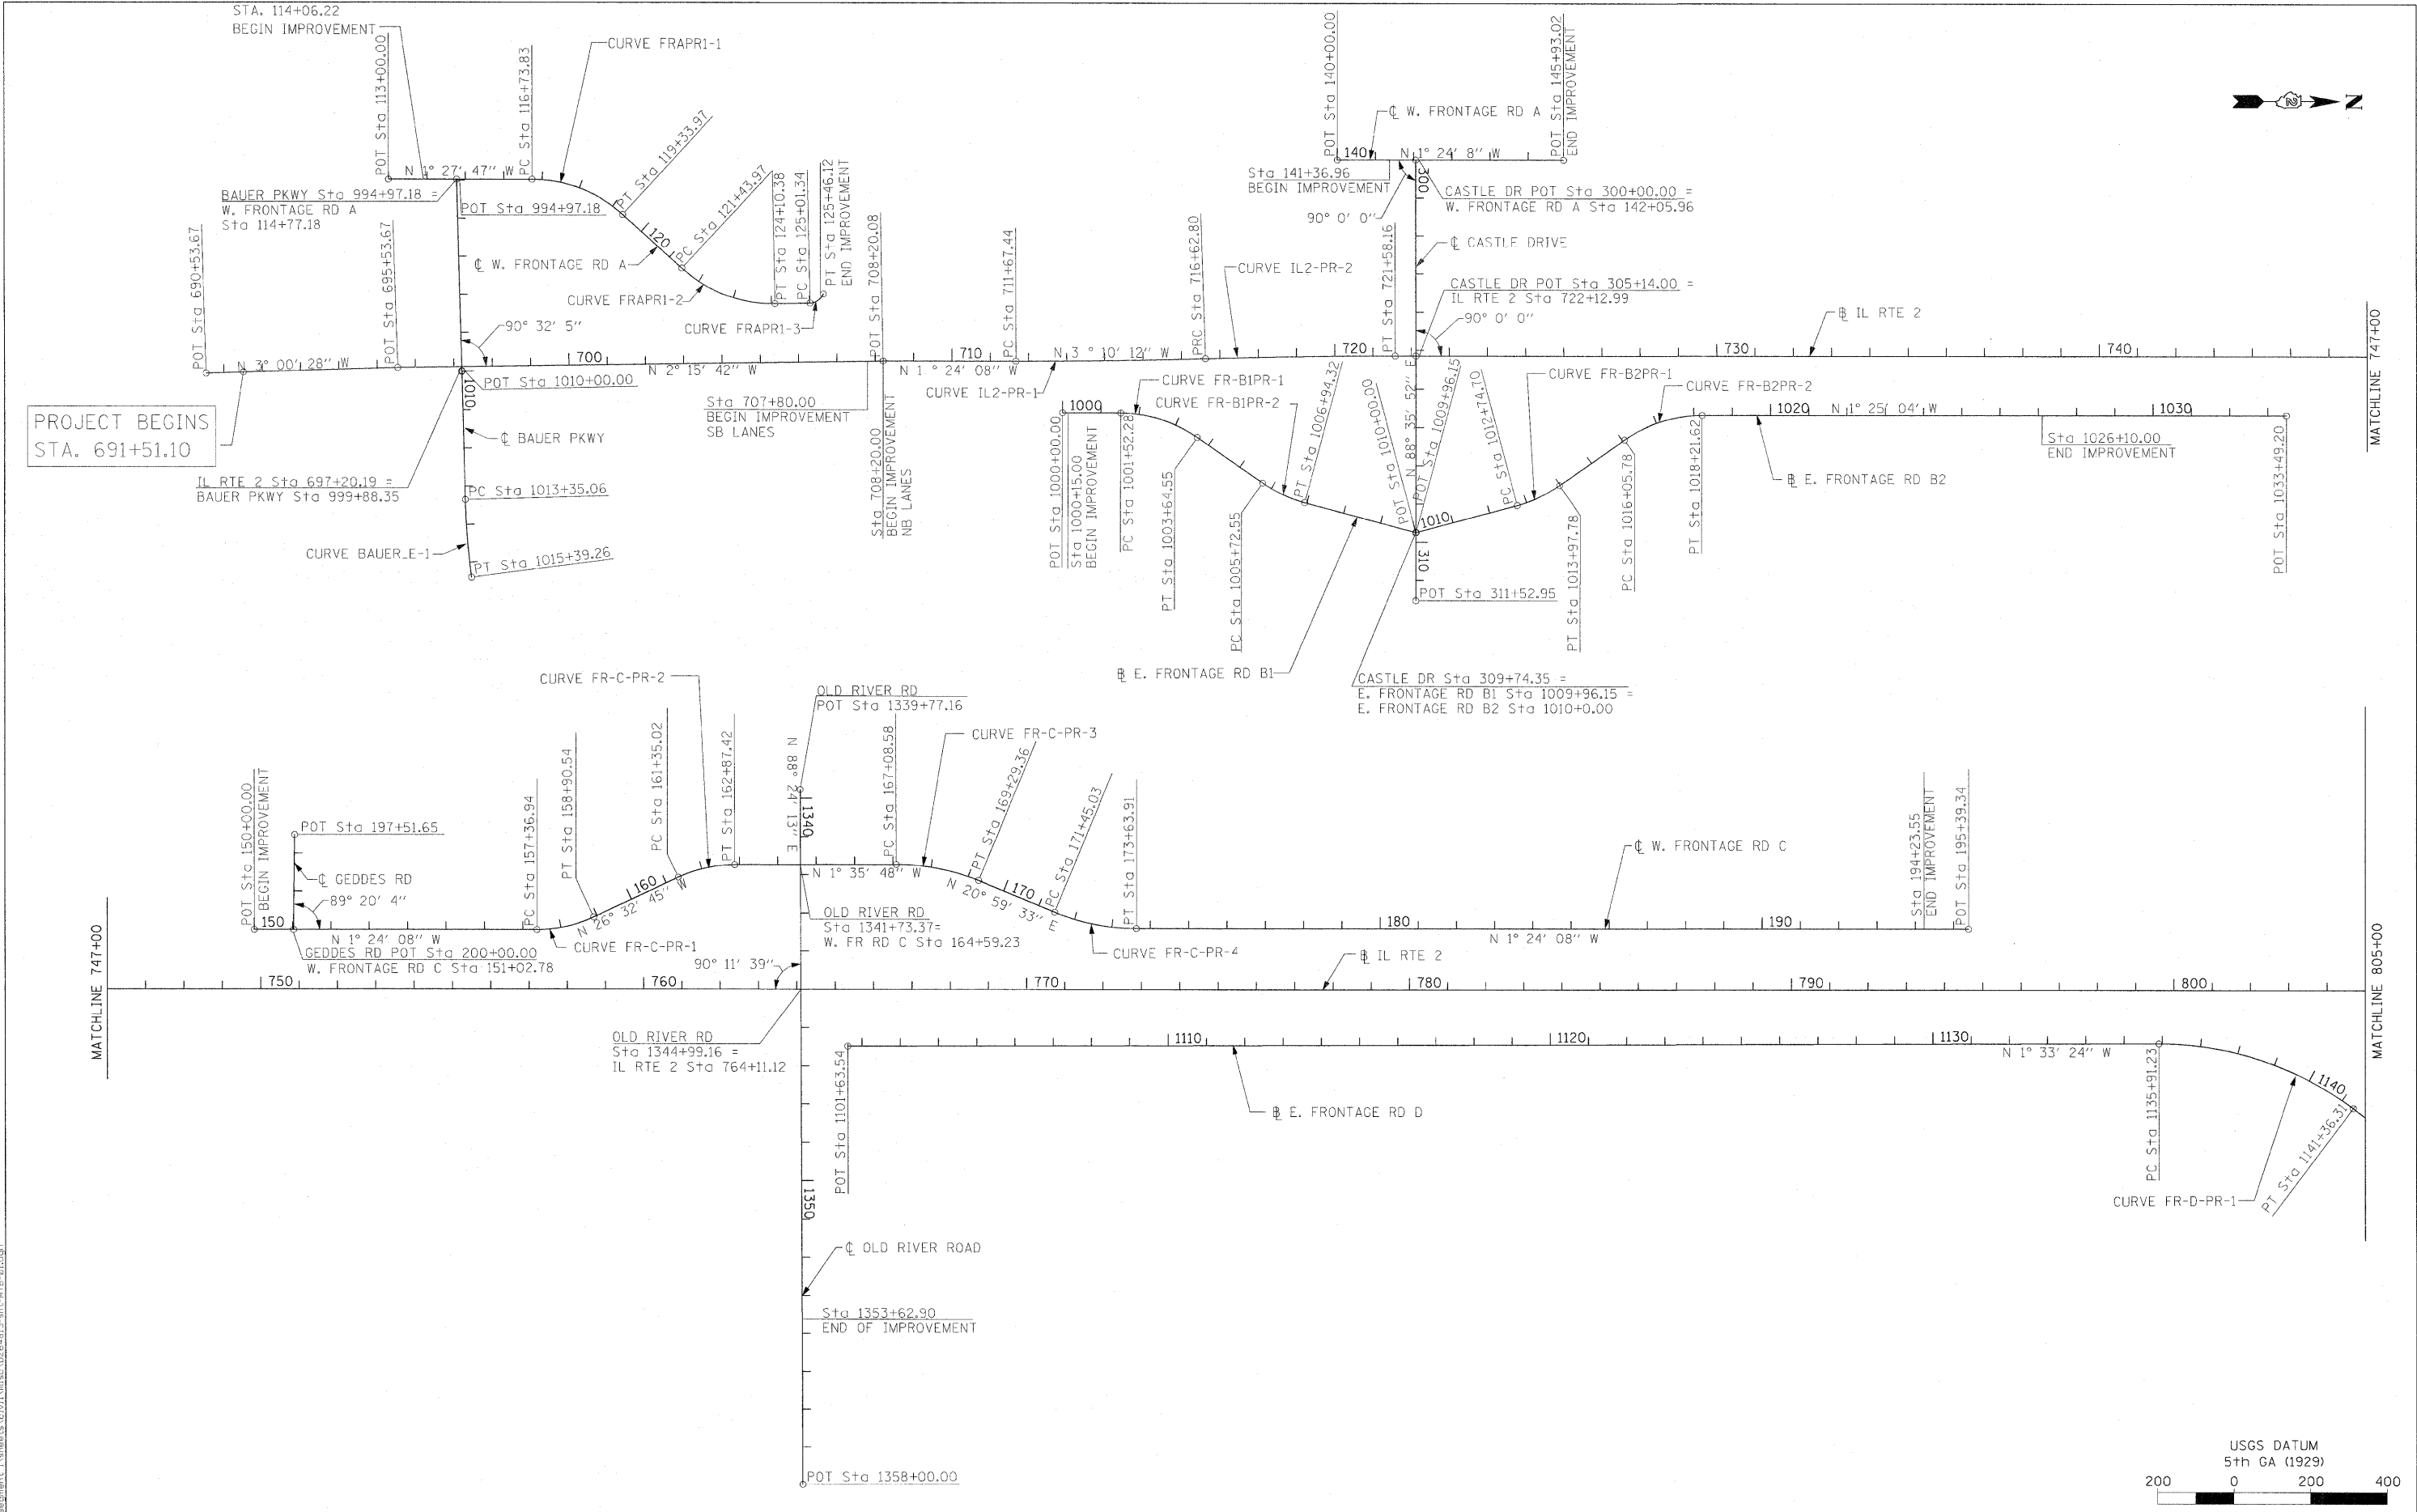 STA. 114+06.22
BEGIN IMPROVEMENT
POT Sta 113+00.00
PC Sta 116+73.83
CURVE FRAPR1-1
N 1° 27' 47" W
PT Sta 119+33.97
120
PC Sta 121+43.97
PT Sta 124+10.38
PC Sta 125+01.34
PT Sta 125+46.12
END IMPROVEMENT
BAUER PKWY Sta 994+97.18 =
W. FRONTAGE RD A
Sta 114+77.18
POT Sta 994+97.18
℄ W. FRONTAGE RD A
CURVE FRAPR1-2
CURVE FRAPR1-3
POT Sta 690+53.67
POT Sta 695+53.67
90° 32' 5"
N 3° 00' 28" W
700
N 2° 15' 42" W
POT Sta 1010+00.00
1010
PROJECT BEGINS
STA. 691+51.10
℄ BAUER PKWY
IL RTE 2 Sta 697+20.19 =
BAUER PKWY Sta 999+88.35
PC Sta 1013+35.06
CURVE BAUER_E-1
PT Sta 1015+39.26
POT Sta 708+20.08
Sta 707+80.00
BEGIN IMPROVEMENT
SB LANES
Sta 708+20.00
BEGIN IMPROVEMENT
NB LANES
710
N 1 ° 24' 08" W
PC Sta 711+67.44
CURVE IL2-PR-1
N 3 ° 10' 12" W
PRC Sta 716+62.80
CURVE IL2-PR-2
720
PT Sta 721+58.16
POT Sta 140+00.00
℄ W. FRONTAGE RD A
POT Sta 145+93.02
END IMPROVEMENT
140
N 1° 24' 8" W
Sta 141+36.96
BEGIN IMPROVEMENT
300
CASTLE DR POT Sta 300+00.00 =
W. FRONTAGE RD A Sta 142+05.96
90° 0' 0"
℄ CASTLE DRIVE
CASTLE DR POT Sta 305+14.00 =
IL RTE 2 Sta 722+12.99
90° 0' 0"
730
B IL RTE 2
740
MATCHLINE 747+00
N
2
1000
POT Sta 1000+00.00
Sta 1000+15.00
BEGIN IMPROVEMENT
PC Sta 1001+52.28
CURVE FR-B1PR-1
CURVE FR-B1PR-2
PT Sta 1003+64.55
PC Sta 1005+72.55
PT Sta 1006+94.32
POT Sta 1010+00.00
N 88° 35' 52" E
POT Sta 1009+96.15
PC Sta 1012+74.70
1010
310
POT Sta 311+52.95
CURVE FR-B2PR-1
CURVE FR-B2PR-2
PT Sta 1013+97.78
PC Sta 1016+05.78
PT Sta 1018+21.62
1020
N 1° 25' 04" W
1030
B E. FRONTAGE RD B2
Sta 1026+10.00
END IMPROVEMENT
POT Sta 1033+49.20
B E. FRONTAGE RD B1
CASTLE DR Sta 309+74.35 =
E. FRONTAGE RD B1 Sta 1009+96.15 =
E. FRONTAGE RD B2 Sta 1010+0.00
MATCHLINE 747+00
POT Sta 150+00.00
BEGIN IMPROVEMENT
POT Sta 197+51.65
℄ GEDDES RD
89° 20' 4"
150
N 1° 24' 08" W
GEDDES RD POT Sta 200+00.00
W. FRONTAGE RD C Sta 151+02.78
PC Sta 157+36.94
CURVE FR-C-PR-1
PT Sta 158+90.54
160
N 26° 32' 45" W
PC Sta 161+35.02
CURVE FR-C-PR-2
PT Sta 162+87.42
OLD RIVER RD
POT Sta 1339+77.16
N 88° 24' 13" E
1340
N 1° 35' 48" W
PC Sta 167+08.58
CURVE FR-C-PR-3
PT Sta 169+29.36
170
N 20° 59' 33" E
PC Sta 171+45.03
PT Sta 173+63.91
CURVE FR-C-PR-4
OLD RIVER RD
Sta 1341+73.37=
W. FR RD C Sta 164+59.23
90° 11' 39"
180
N 1° 24' 08" W
℄ W. FRONTAGE RD C
190
Sta 194+23.55
END IMPROVEMENT
POT Sta 195+39.34
MATCHLINE 805+00
750
760
770
B IL RTE 2
780
790
800
OLD RIVER RD
Sta 1344+99.16 =
IL RTE 2 Sta 764+11.12
POT Sta 1101+63.54
1110
B E. FRONTAGE RD D
1120
1130
N 1° 33' 24" W
PC Sta 1135+91.23
1140
PT Sta 1141+36.31
CURVE FR-D-PR-1
1350
℄ OLD RIVER ROAD
Sta 1353+62.90
END OF IMPROVEMENT
POT Sta 1358+00.00
USGS DATUM
5th GA (1929)
200 0 200 400